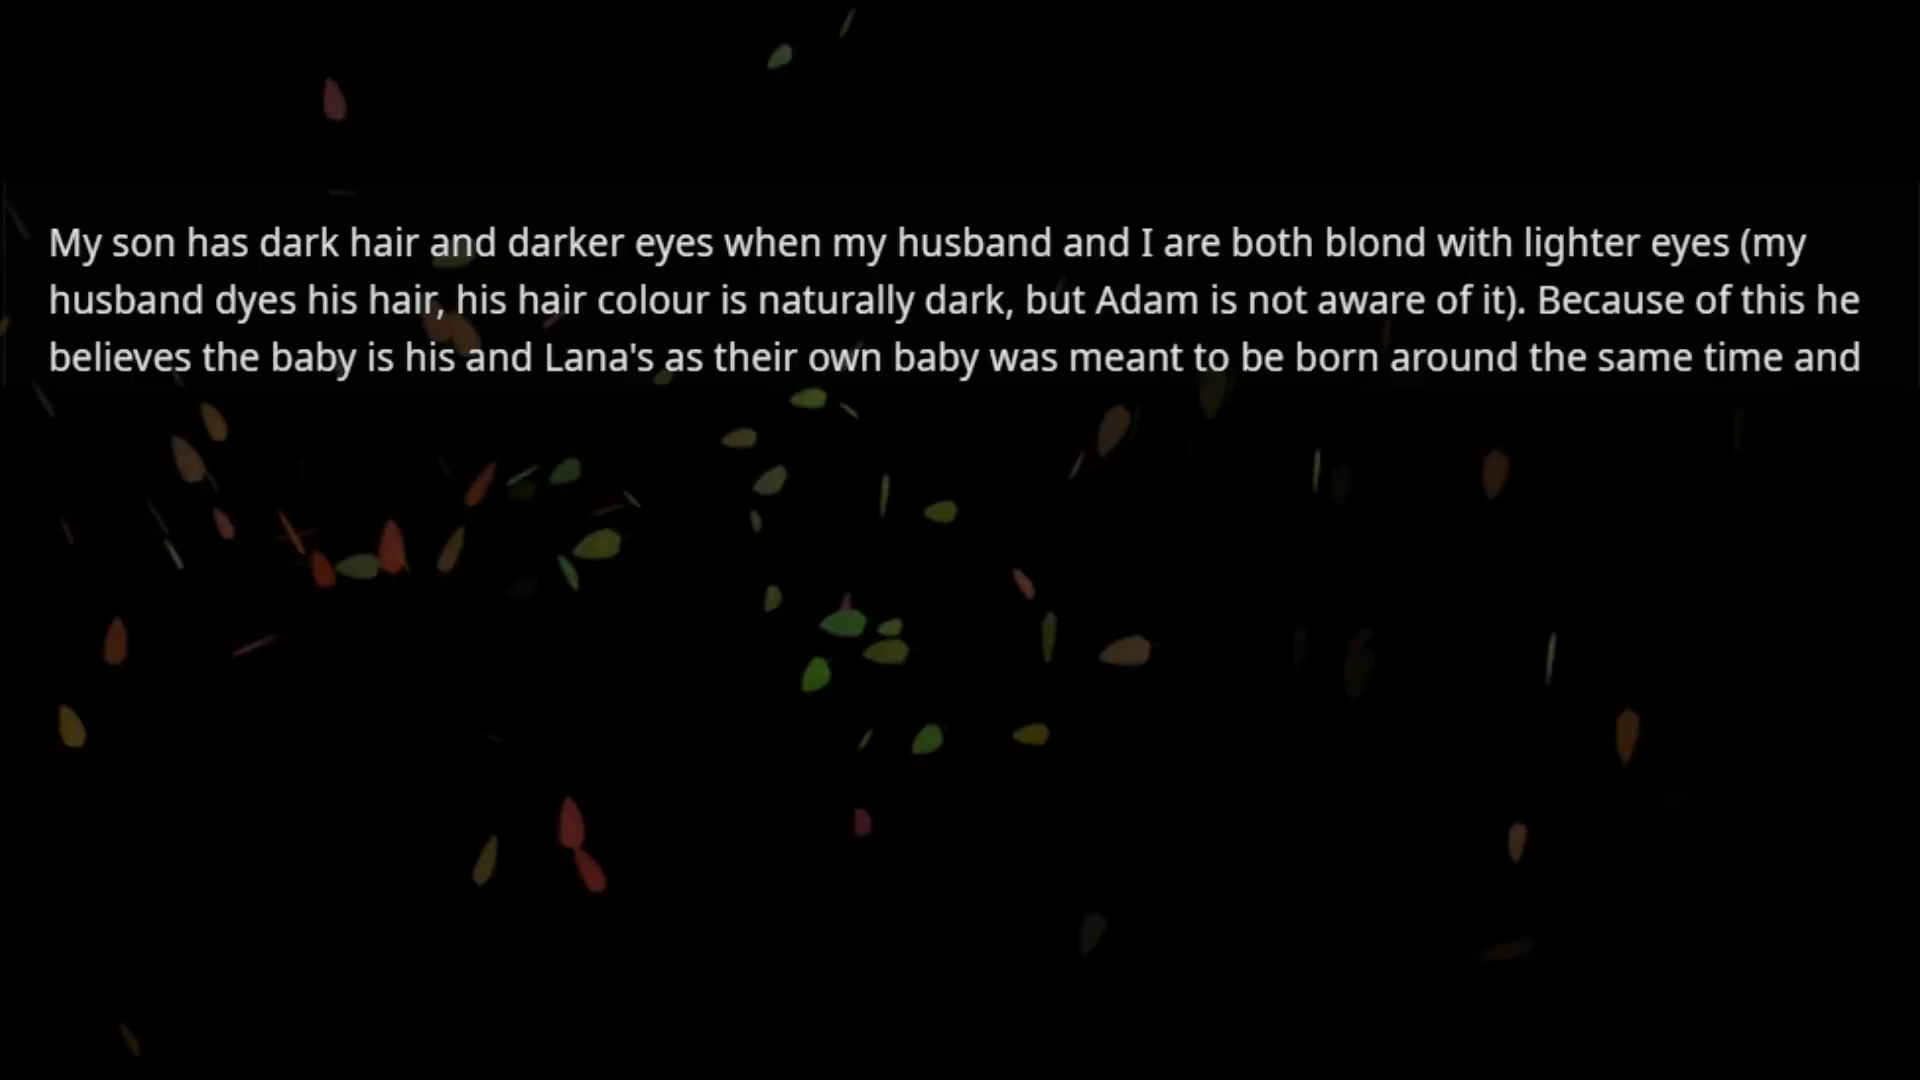 My son has dark hair and darker eyes when my husband and I are both blond with lighter eyes (my
husband dyes his hair, his hair colour is naturally dark, but Adam is not aware of it). Because of this he
believes the baby is his and Lana's as their own baby was meant to be born around the same time and